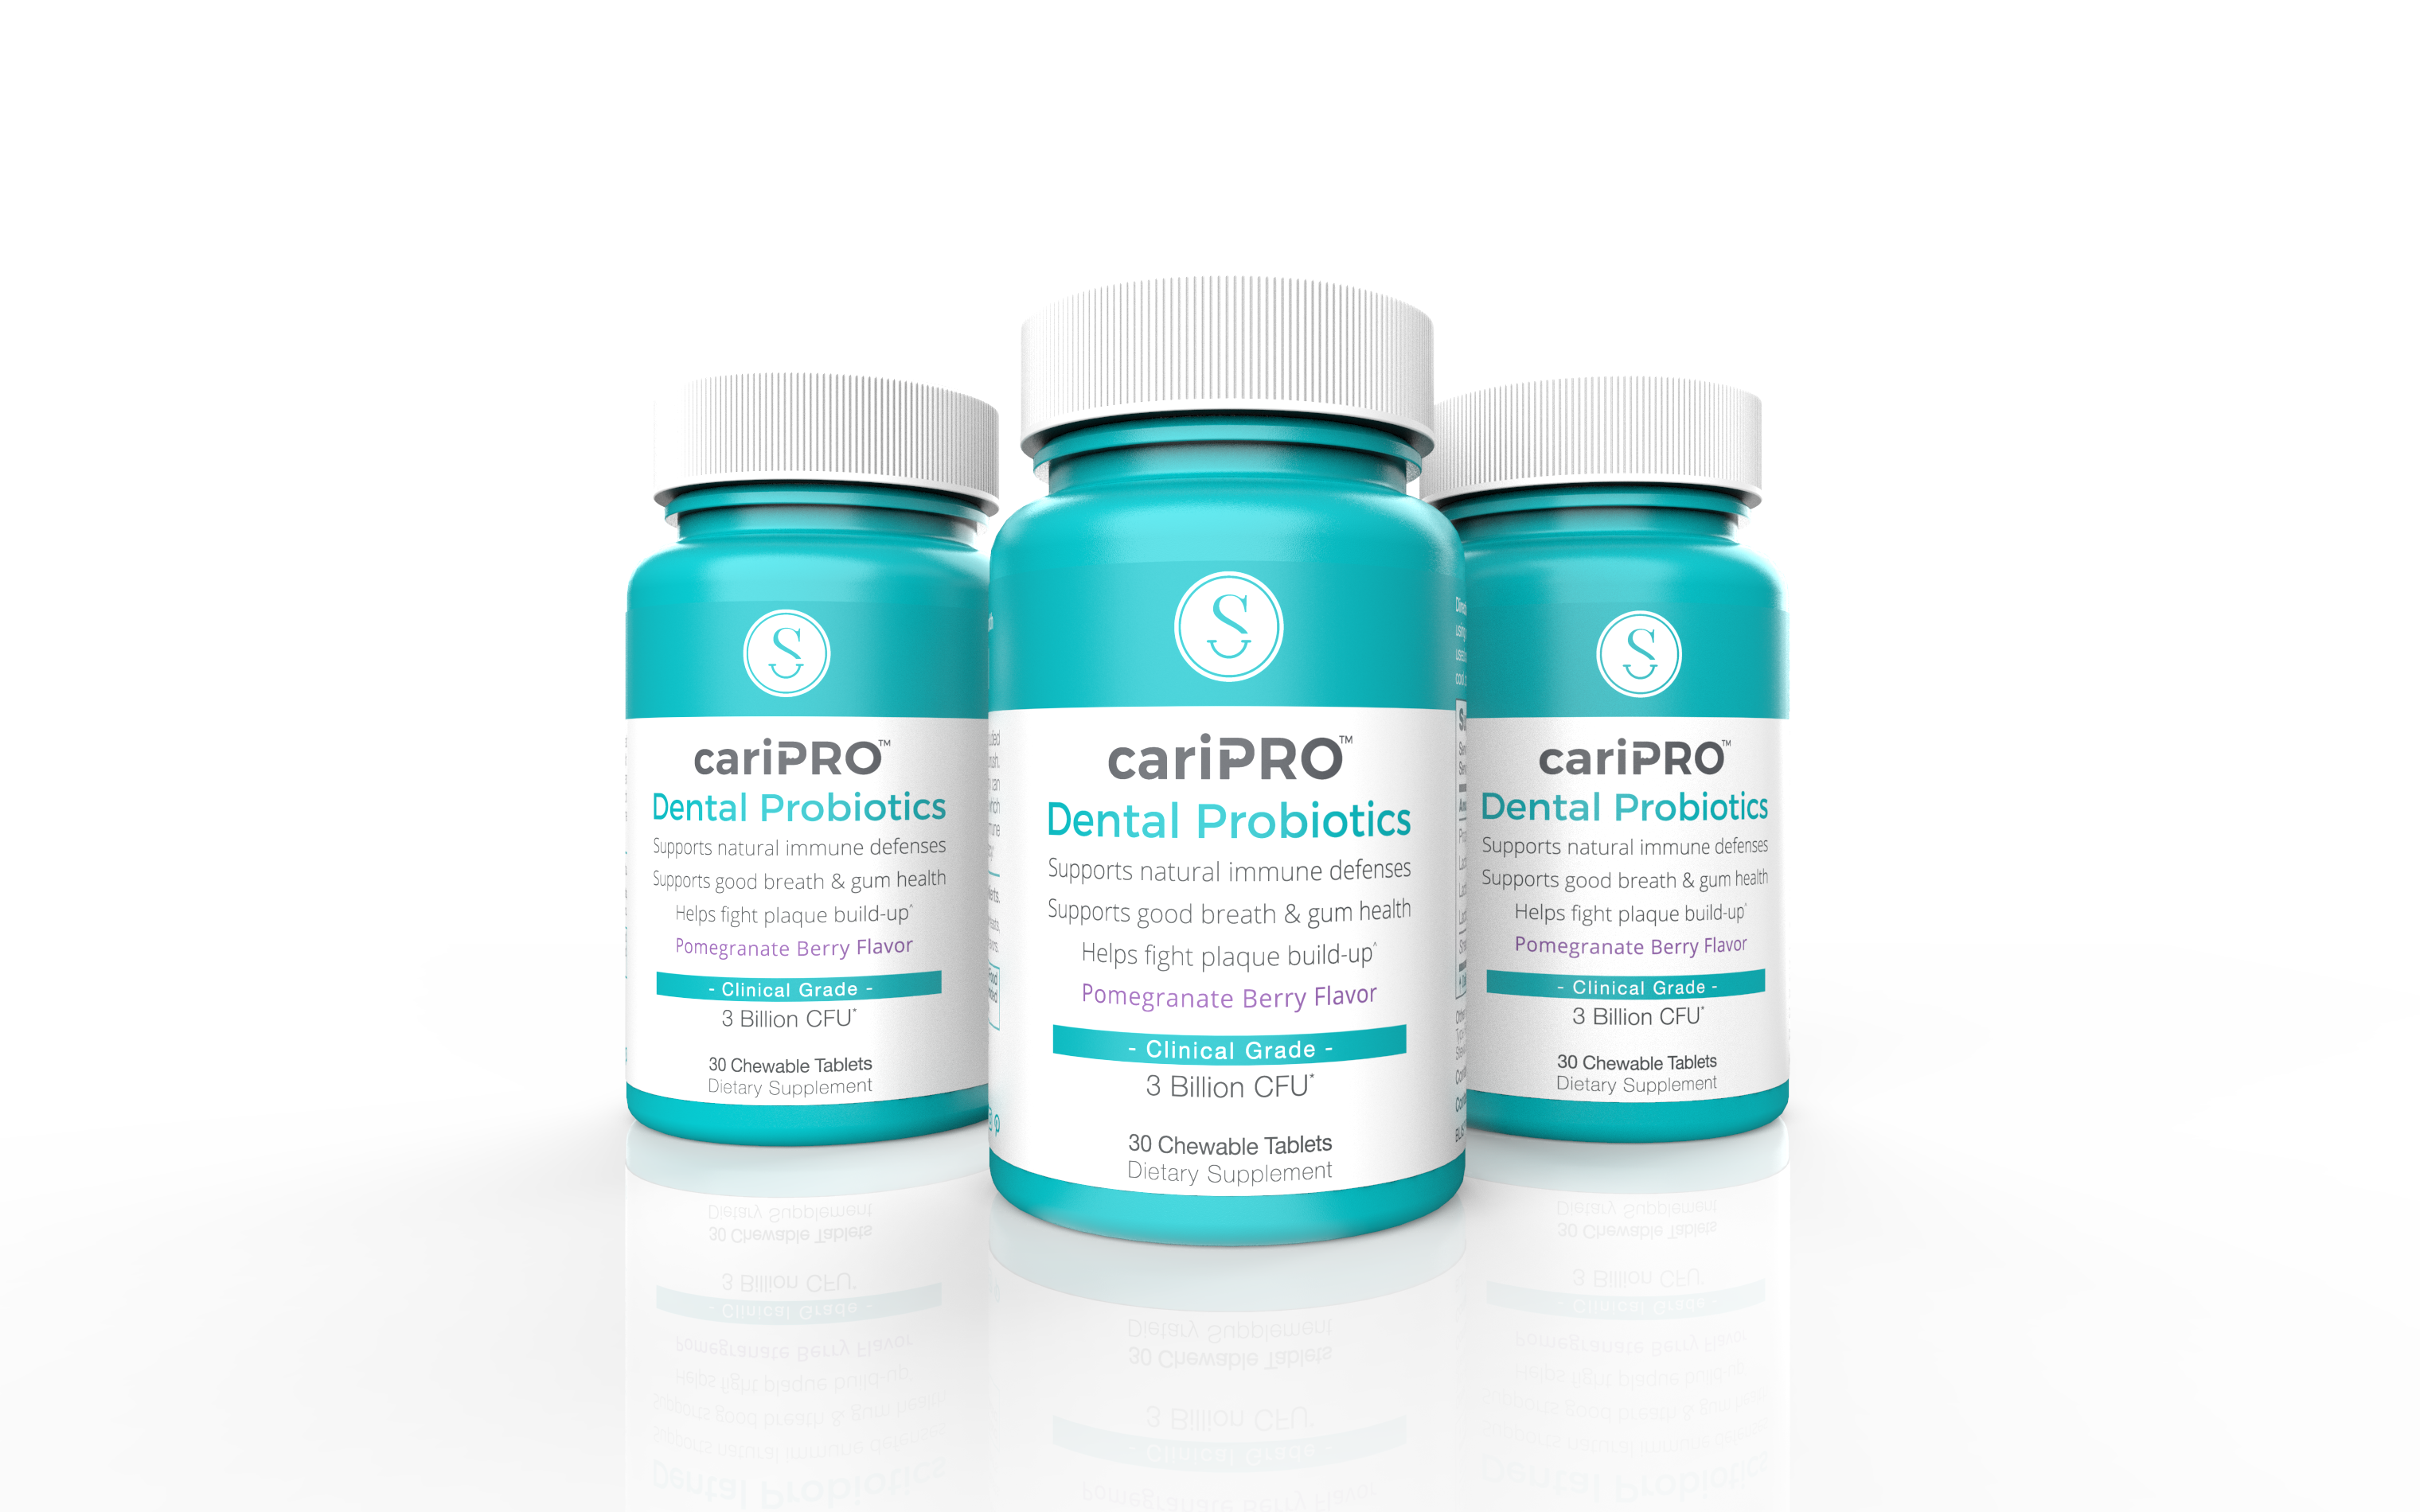 S
cariPRO™
Dental Probiotics
Supports natural immune defenses
Supports good breath & gum health
Helps fight plaque build-up^
Pomegranate Berry Flavor
- Clinical Grade -
3 Billion CFU*
30 Chewable Tablets
Dietary Supplement
S
cariPRO™
Dental Probiotics
Supports natural immune defenses
Supports good breath & gum health
Helps fight plaque build-up^
Pomegranate Berry Flavor
- Clinical Grade -
3 Billion CFU*
30 Chewable Tablets
Dietary Supplement
S
cariPRO™
Dental Probiotics
Supports natural immune defenses
Supports good breath & gum health
Helps fight plaque build-up^
Pomegranate Berry Flavor
- Clinical Grade -
3 Billion CFU*
30 Chewable Tablets
Dietary Supplement